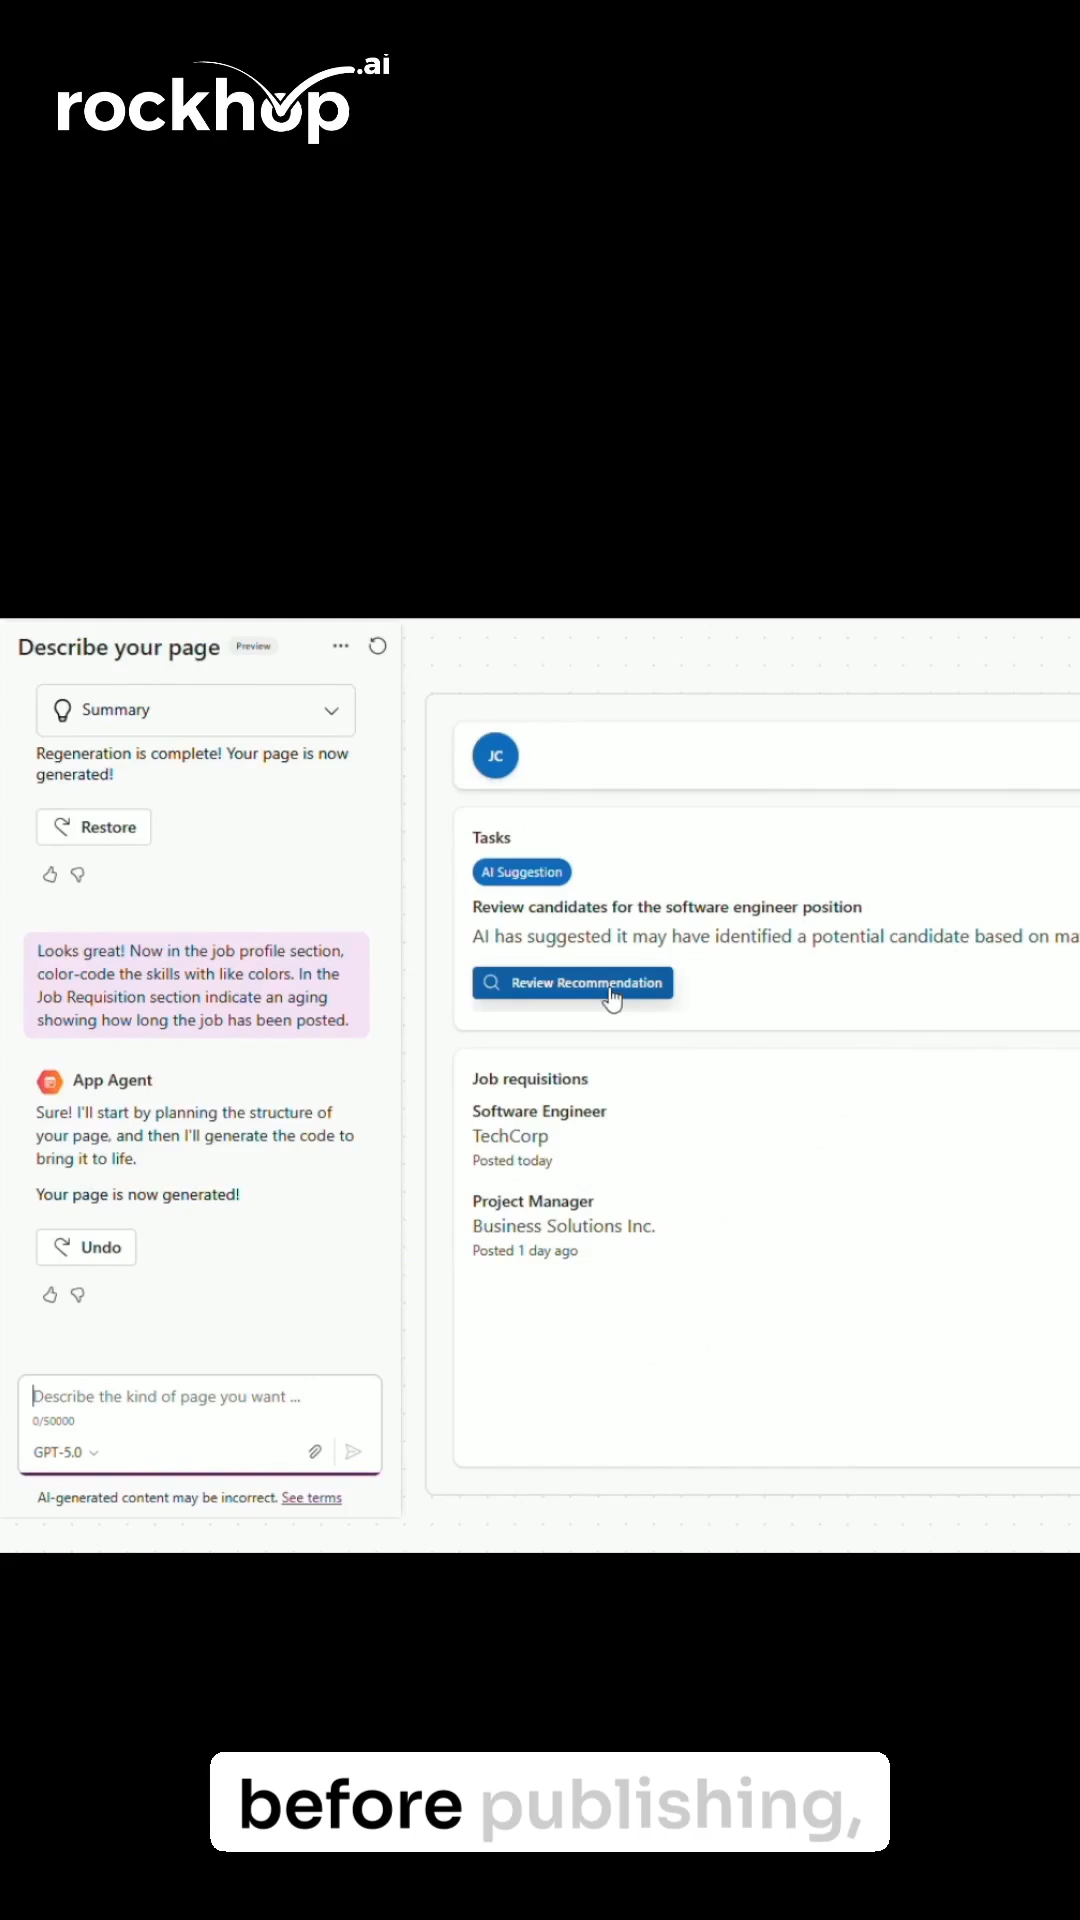 rockhop.ai
Describe your page Preview
Summary
Regeneration is complete! Your page is now
generated!
Restore
Looks great! Now in the job profile section,
color-code the skills with like colors. In the
Job Requisition section indicate an aging
showing how long the job has been posted.
App Agent
Sure! I'll start by planning the structure of
your page, and then I'll generate the code to
bring it to life.
Your page is now generated!
Undo
Describe the kind of page you want ...
0/50000
GPT-5.0
AI-generated content may be incorrect. See terms
JC
Tasks
AI Suggestion
Review candidates for the software engineer position
AI has suggested it may have identified a potential candidate based on ma
Review Recommendation
Job requisitions
Software Engineer
TechCorp
Posted today
Project Manager
Business Solutions Inc.
Posted 1 day ago
before publishing,